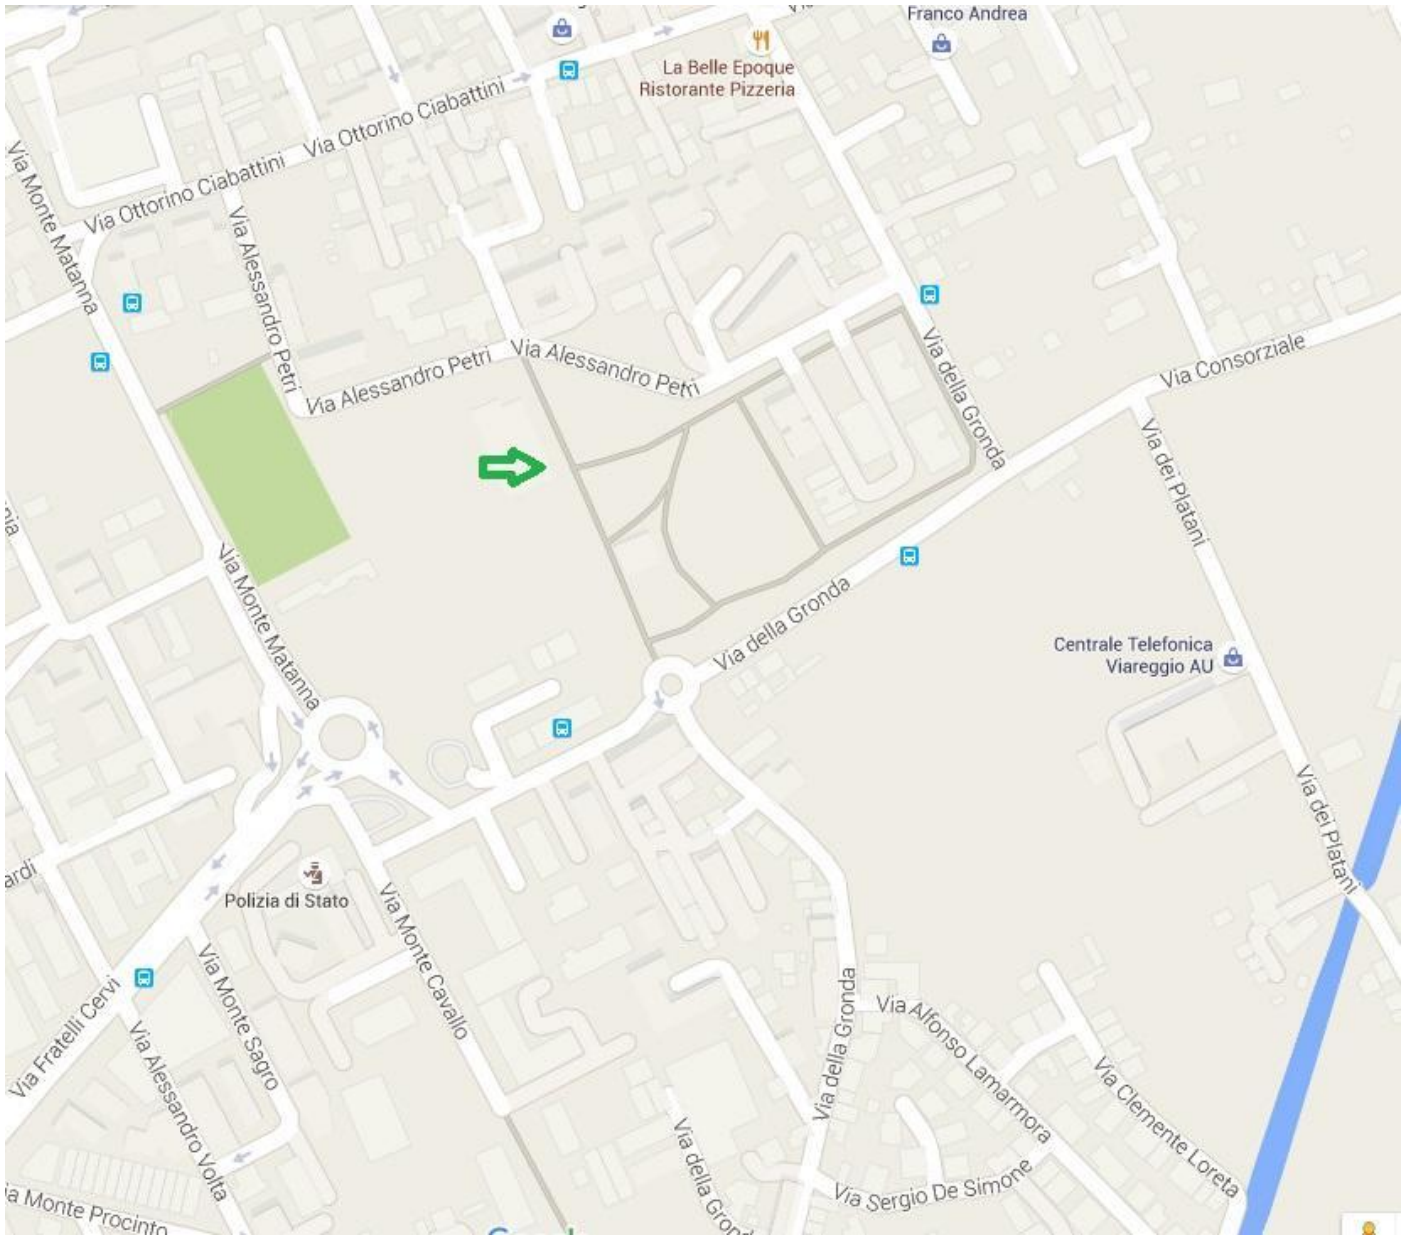 Franco Andrea
La Belle Epoque
Ristorante Pizzeria
Via Ottorino Ciabattini
Via Ottorino Ciabattini
Via Monte Matanna
Via Alessandro Petri
Via Alessandro Petri
Via Alessandro Petri
Via della Gronda
Via Consorziale
Via dei Platani
Via Monte Matanna
Via della Gronda
Centrale Telefonica
Viareggio AU
Via dei Platani
ardi
Polizia di Stato
Via Monte Cavallo
Via Monte Sagro
Via Fratelli Cervi
Via Alessandro Volta
Via della Gronda
Via Alfonso Lamarmora
Via Clemente Loreta
Via della Grond
Via Sergio De Simone
ia Monte Procinto